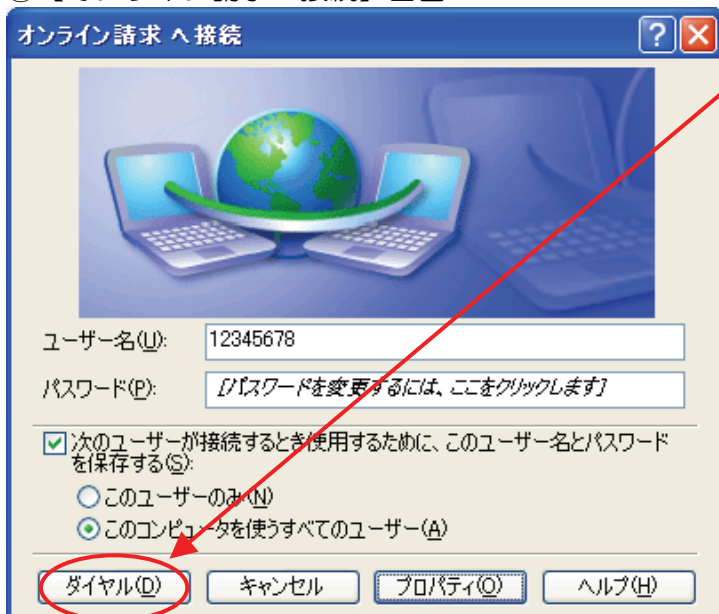 オンライン請求 へ接続
ユーザー名(U):
12345678
パスワード(P):
[パスワードを変更するには、ここをクリックします]
次のユーザーが接続するとき使用するために、このユーザー名とパスワード
を保存する(S):
このユーザーのみ(N)
このコンピュータを使うすべてのユーザー(A)
ダイヤル(D)
キャンセル
プロパティ(O)
ヘルプ(H)